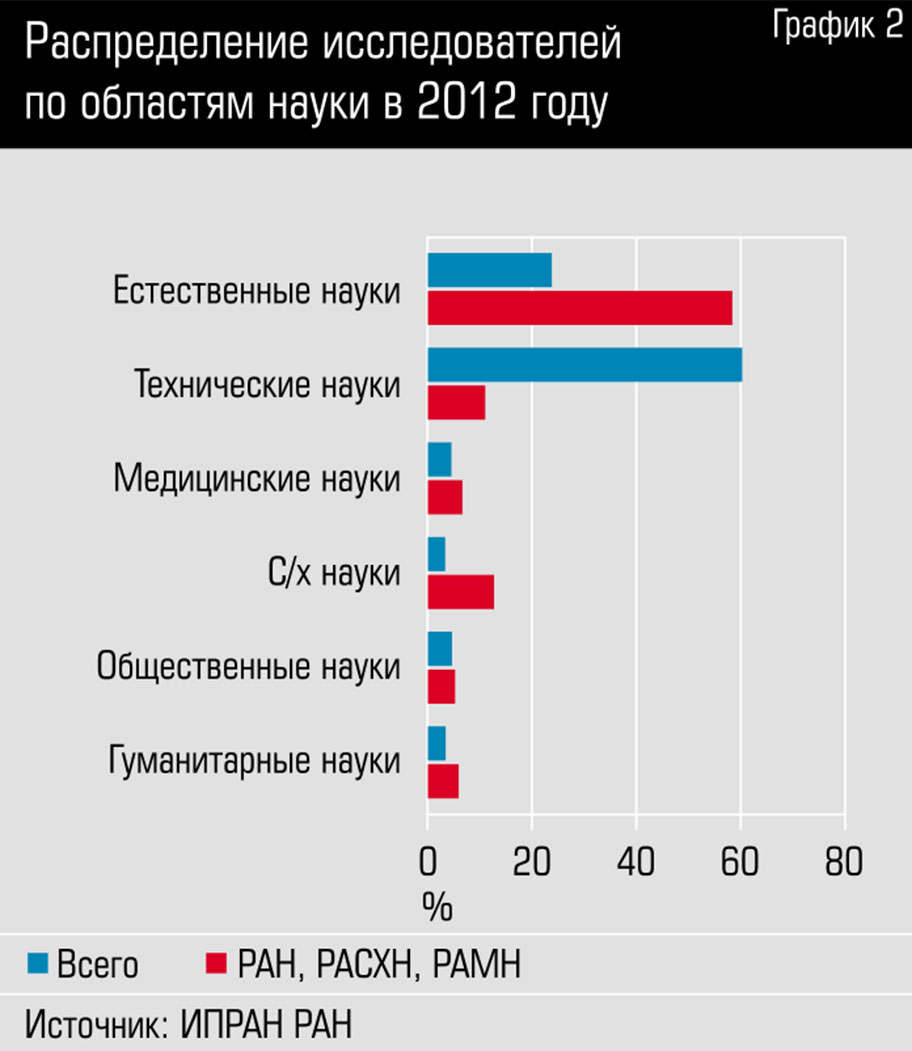 График 2
Распределение исследователей
по областям науки в 2012 году
Естественные науки
Технические науки
Медицинские науки
С/х науки
Общественные науки
Гуманитарные науки
0 20 40 60 80
%
Всего РАН, РАСХН, РАМН
Источник: ИПРАН РАН